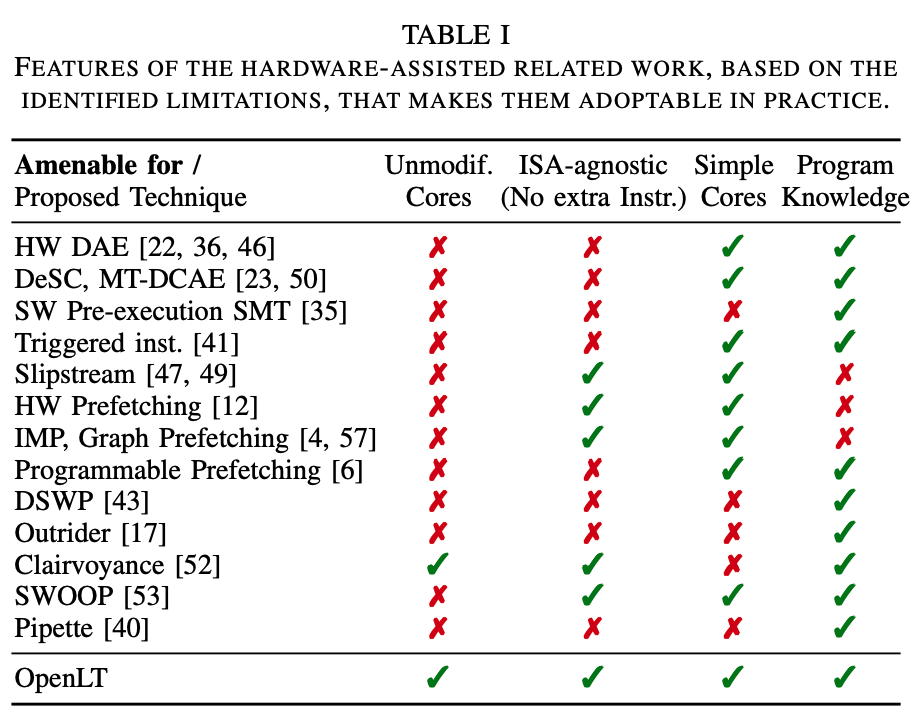 TABLE I
FEATURES OF THE HARDWARE-ASSISTED RELATED WORK, BASED ON THE
IDENTIFIED LIMITATIONS, THAT MAKES THEM ADOPTABLE IN PRACTICE.
Amenable for / Unmodif. ISA-agnostic Simple Program
Proposed Technique Cores (No extra Instr.) Cores Knowledge
HW DAE [22, 36, 46] ✗ ✗ ✓ ✓
DeSC, MT-DCAE [23, 50] ✗ ✗ ✓ ✓
SW Pre-execution SMT [35] ✗ ✗ ✗ ✓
Triggered inst. [41] ✗ ✗ ✓ ✓
Slipstream [47, 49] ✗ ✓ ✓ ✗
HW Prefetching [12] ✗ ✓ ✓ ✗
IMP, Graph Prefetching [4, 57] ✗ ✓ ✓ ✗
Programmable Prefetching [6] ✗ ✗ ✓ ✓
DSWP [43] ✗ ✗ ✗ ✓
Outrider [17] ✗ ✗ ✗ ✓
Clairvoyance [52] ✓ ✓ ✗ ✓
SWOOP [53] ✗ ✓ ✓ ✓
Pipette [40] ✗ ✗ ✗ ✓
OpenLT ✓ ✓ ✓ ✓